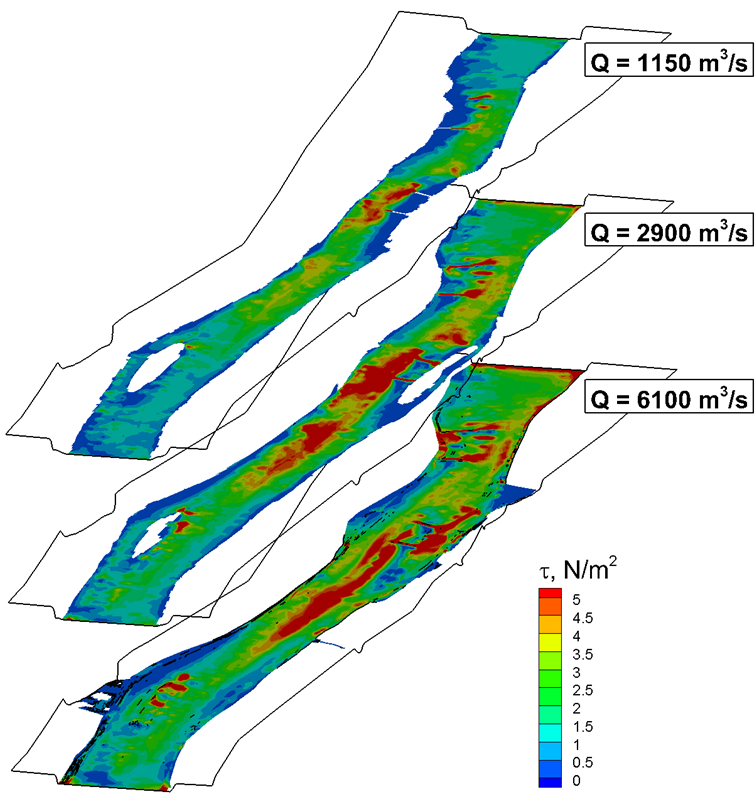 Q = 1150 m³/s
Q = 2900 m³/s
Q = 6100 m³/s
τ, N/m²
5
4.5
4
3.5
3
2.5
2
1.5
1
0.5
0